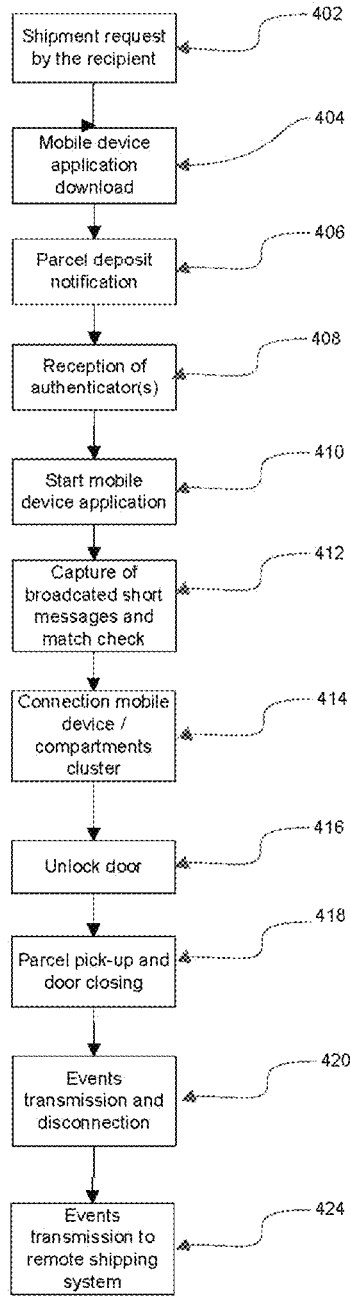 Shipment request
by the recipient
402
Mobile device
application
download
404
Parcel deposit
notification
406
Reception of
authenticator(s)
408
Start mobile
device application
410
Capture of
broadcated short
messages and
match check
412
Connection mobile
device /
compartments
cluster
414
Unlock door
416
Parcel pick-up and
door closing
418
Events
transmission and
disconnection
420
Events
transmission to
remote shipping
system
424